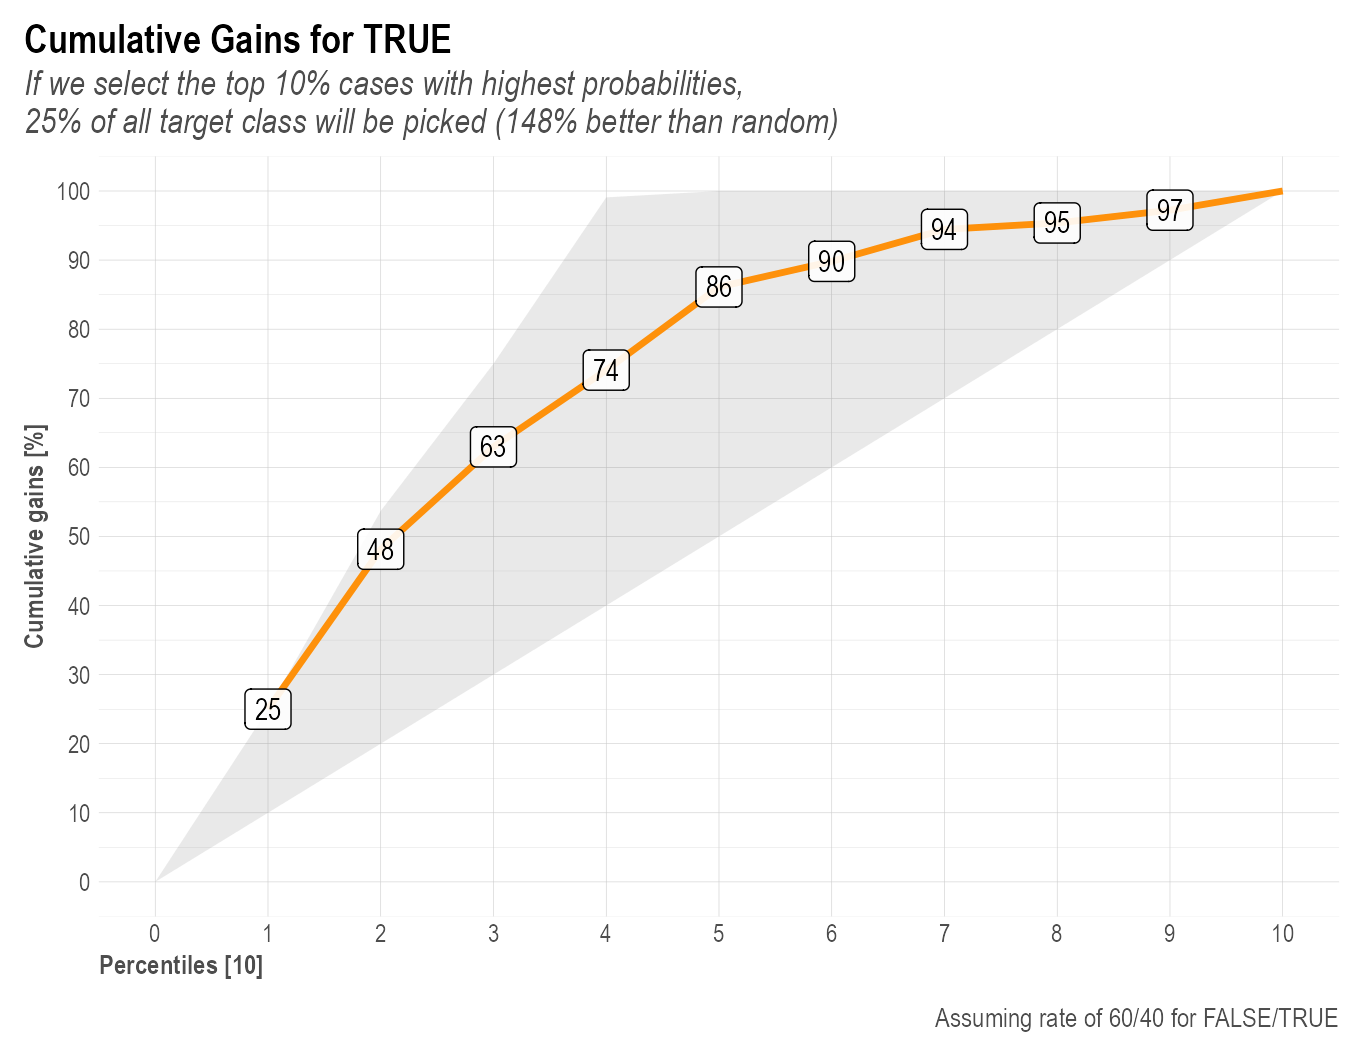 Cumulative Gains for TRUE
If we select the top 10% cases with highest probabilities,
25% of all target class will be picked (148% better than random)
Cumulative gains [%]
100
90
80
70
60
50
40
30
20
10
0
25
48
63
74
86
90
94
95
97
0 1 2 3 4 5 6 7 8 9 10
Percentiles [10]
Assuming rate of 60/40 for FALSE/TRUE